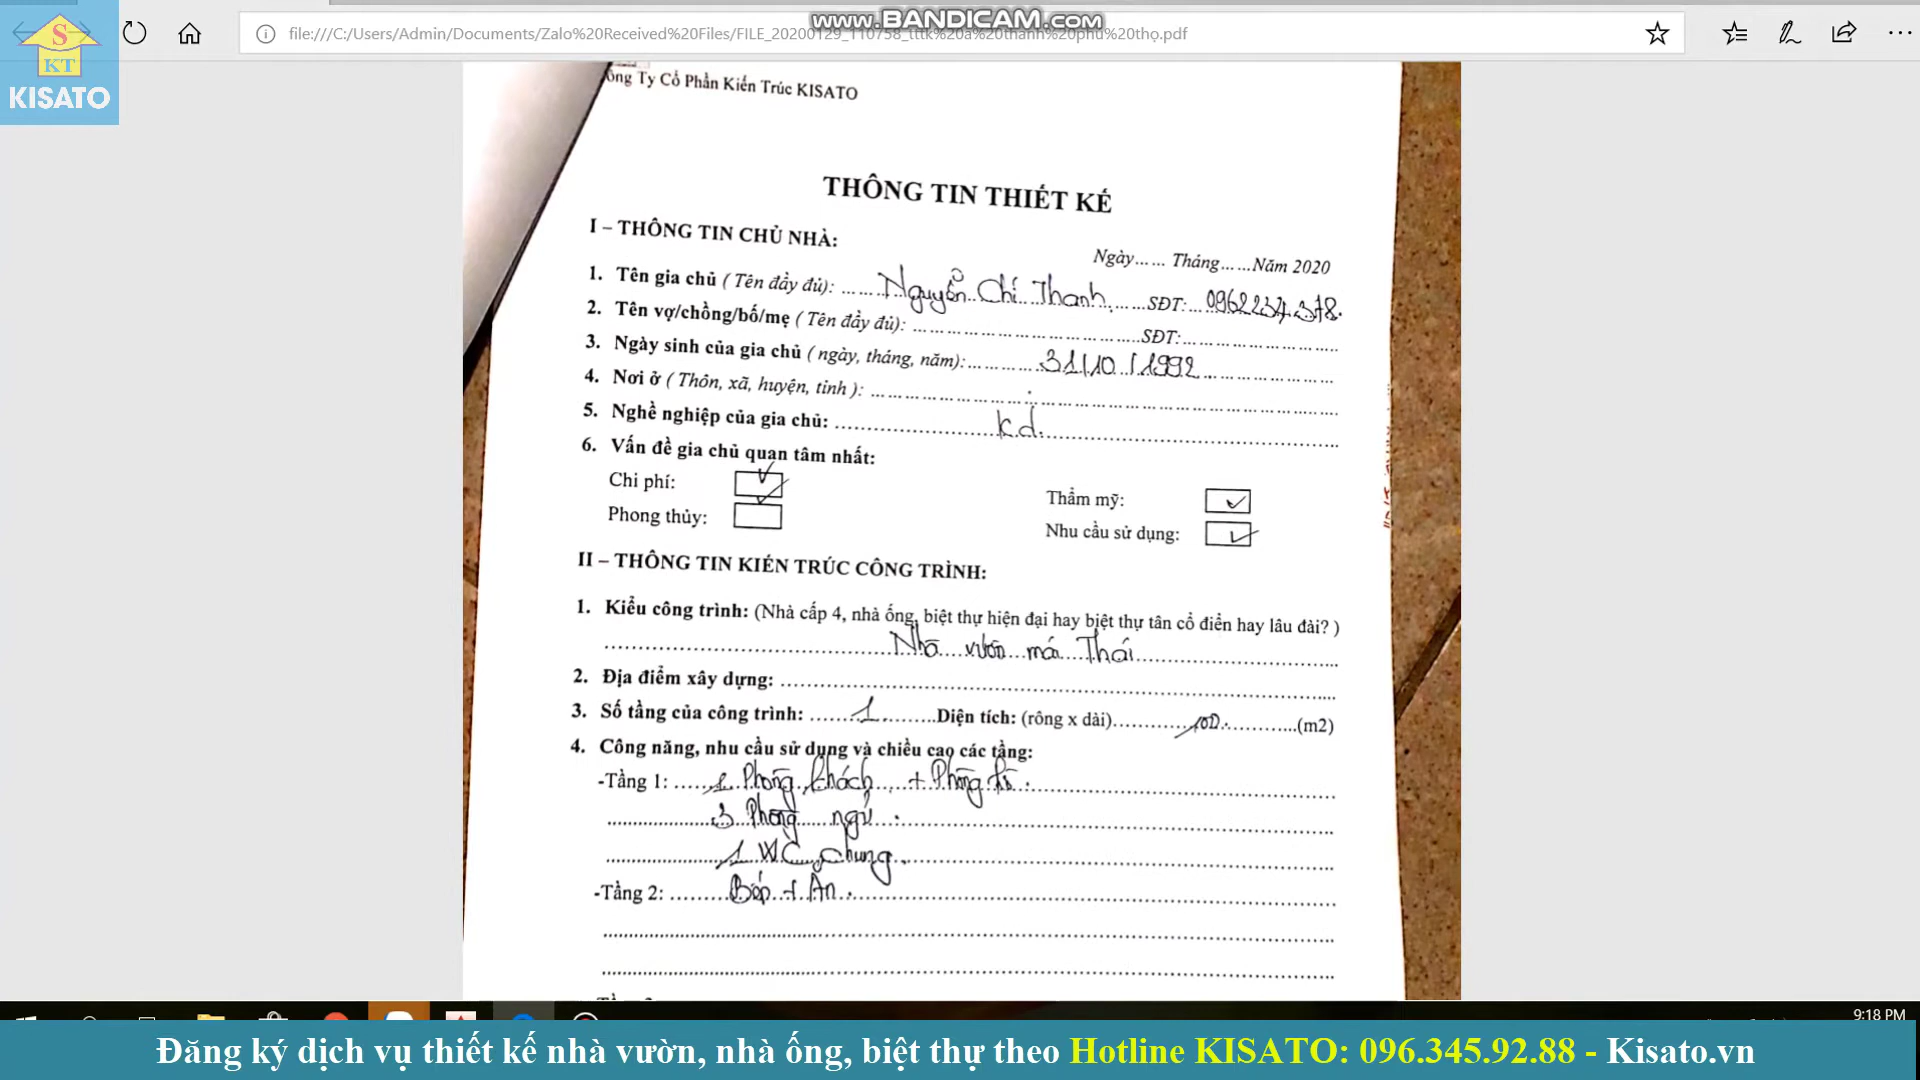 www.BANDICAM.com
file:///C:/Users/Admin/Documents/Zalo%20Received%20Files/FILE_20200129_110758_tttk%20a%20thanh%20phú%20thọ.pdf
S
KT
KISATO
ông Ty Cổ Phần Kiến Trúc KISATO
THÔNG TIN THIẾT KẾ
I – THÔNG TIN CHỦ NHÀ:
Ngày...... Tháng......Năm 2020
1. Tên gia chủ ( Tên đầy đủ): Nguyễn Chí Thanh SĐT: 0962237.378.
2. Tên vợ/chồng/bố/mẹ ( Tên đầy đủ): SĐT:
3. Ngày sinh của gia chủ ( ngày, tháng, năm): 31/10/1992
4. Nơi ở ( Thôn, xã, huyện, tỉnh ):
5. Nghề nghiệp của gia chủ: k.d.
6. Vấn đề gia chủ quan tâm nhất:
Chi phí: Thẩm mỹ:
Phong thủy: Nhu cầu sử dụng:
II – THÔNG TIN KIẾN TRÚC CÔNG TRÌNH:
1. Kiểu công trình: (Nhà cấp 4, nhà ống, biệt thự hiện đại hay biệt thự tân cổ điển hay lâu đài? )
Nhà vườn mái Thái
2. Địa điểm xây dựng:
3. Số tầng của công trình: 1 Diện tích: (rông x dài) 100 (m2)
4. Công năng, nhu cầu sử dụng và chiều cao các tầng:
-Tầng 1: 1 Phòng khách + Phòng
3 Phòng ngủ.
1 WC chung.
-Tầng 2: Bếp + Ăn.
9:18 PM
Đăng ký dịch vụ thiết kế nhà vườn, nhà ống, biệt thự theo Hotline KISATO: 096.345.92.88 - Kisato.vn